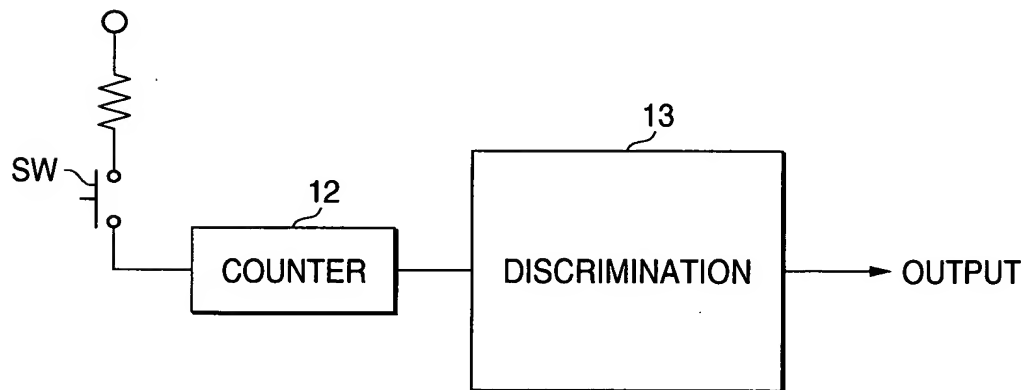 13
SW
12
COUNTER
DISCRIMINATION
OUTPUT